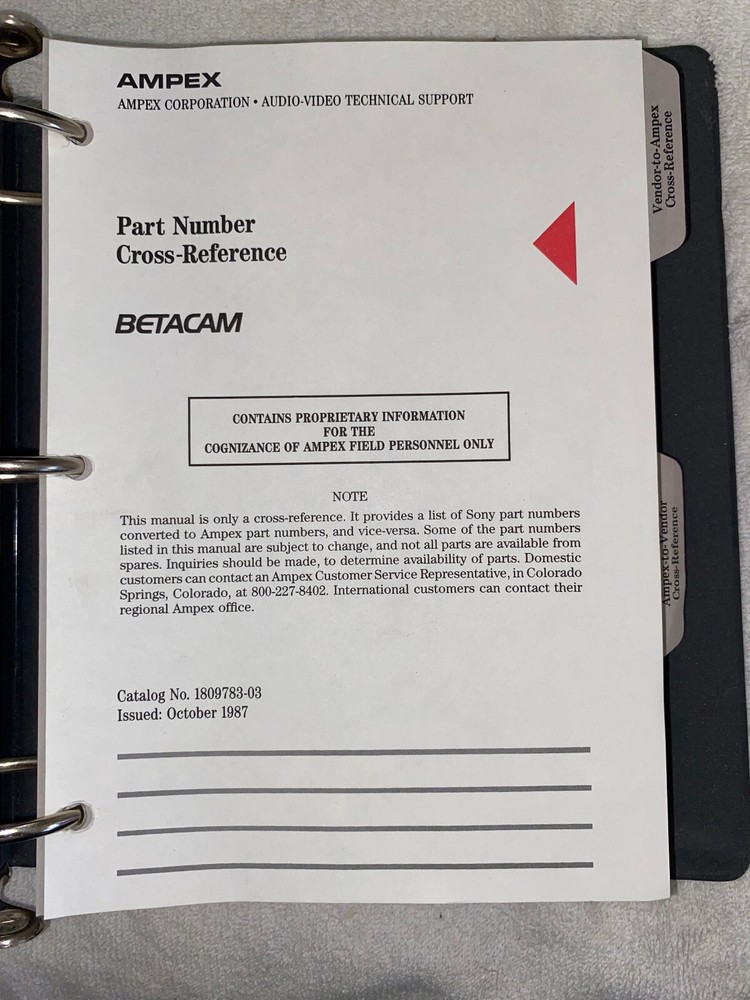 AMPEX
AMPEX CORPORATION • AUDIO-VIDEO TECHNICAL SUPPORT
Part Number
Cross-Reference
BETACAM
CONTAINS PROPRIETARY INFORMATION
FOR THE
COGNIZANCE OF AMPEX FIELD PERSONNEL ONLY
NOTE
This manual is only a cross-reference. It provides a list of Sony part numbers
converted to Ampex part numbers, and vice-versa. Some of the part numbers
listed in this manual are subject to change, and not all parts are available from
spares. Inquiries should be made, to determine availability of parts. Domestic
customers can contact an Ampex Customer Service Representative, in Colorado
Springs, Colorado, at 800-227-8402. International customers can contact their
regional Ampex office.
Catalog No. 1809783-03
Issued: October 1987
Vendor-to-Ampex
Cross-Reference
Ampex-to-Vendor
Cross-Reference